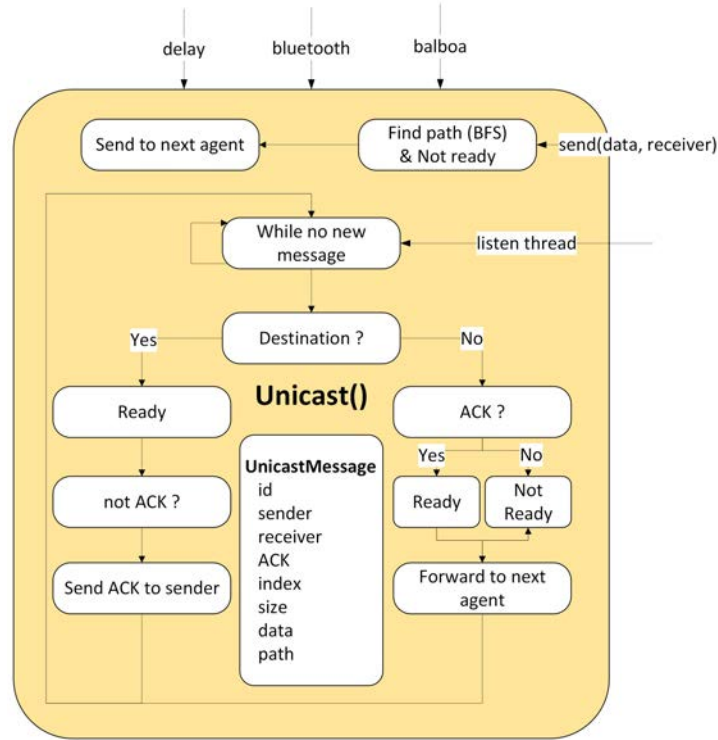 delay
bluetooth
balboa
Send to next agent
Find path (BFS)
& Not ready
send(data, receiver)
While no new
message
listen thread
Destination ?
Yes
No
Ready
Unicast()
ACK ?
UnicastMessage
id
sender
receiver
ACK
index
size
data
path
Yes
No
not ACK ?
Ready
Not
Ready
Send ACK to sender
Forward to next
agent